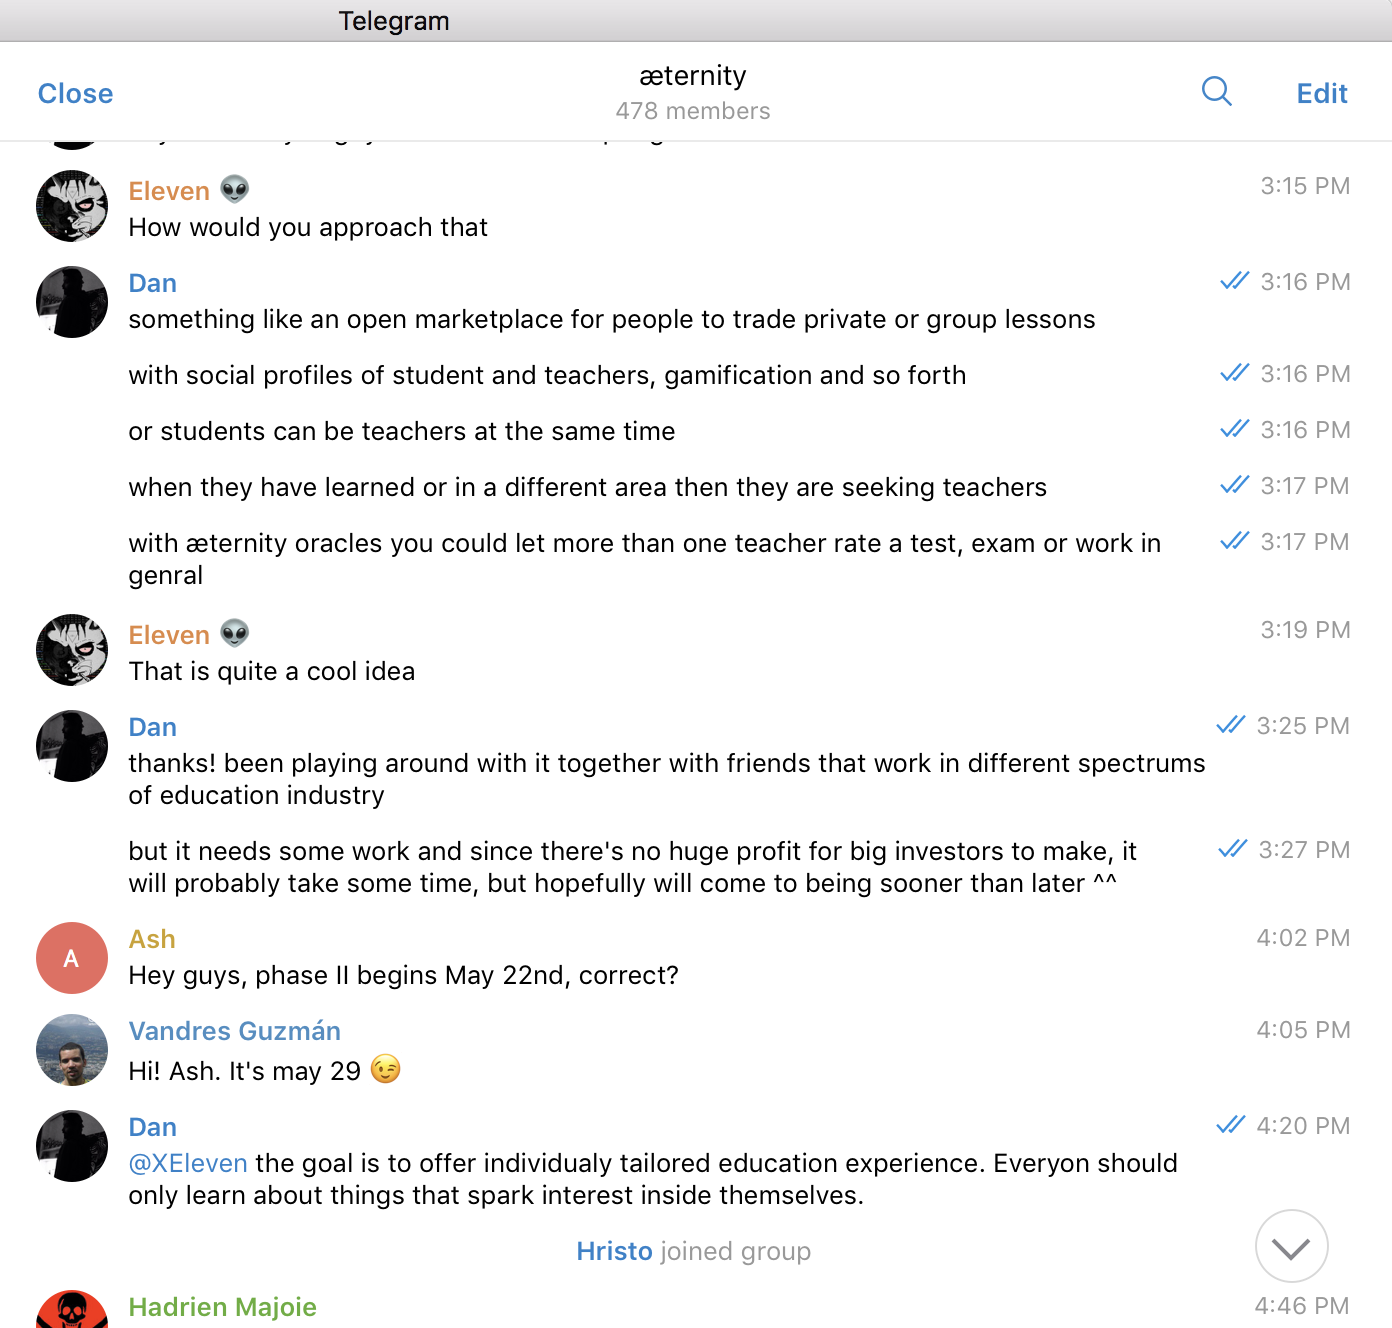 Telegram
Close
æternity
478 members
Edit
Eleven 👽
3:15 PM
How would you approach that
Dan
3:16 PM
something like an open marketplace for people to trade private or group lessons
with social profiles of student and teachers, gamification and so forth
3:16 PM
or students can be teachers at the same time
3:16 PM
when they have learned or in a different area then they are seeking teachers
3:17 PM
with æternity oracles you could let more than one teacher rate a test, exam or work in
3:17 PM
genral
Eleven 👽
3:19 PM
That is quite a cool idea
Dan
3:25 PM
thanks! been playing around with it together with friends that work in different spectrums
of education industry
but it needs some work and since there's no huge profit for big investors to make, it
3:27 PM
will probably take some time, but hopefully will come to being sooner than later ^^
A
Ash
4:02 PM
Hey guys, phase II begins May 22nd, correct?
Vandres Guzmán
4:05 PM
Hi! Ash. It's may 29 😉
Dan
4:20 PM
@XEleven the goal is to offer individualy tailored education experience. Everyon should
only learn about things that spark interest inside themselves.
Hristo joined group
Hadrien Majoie
4:46 PM